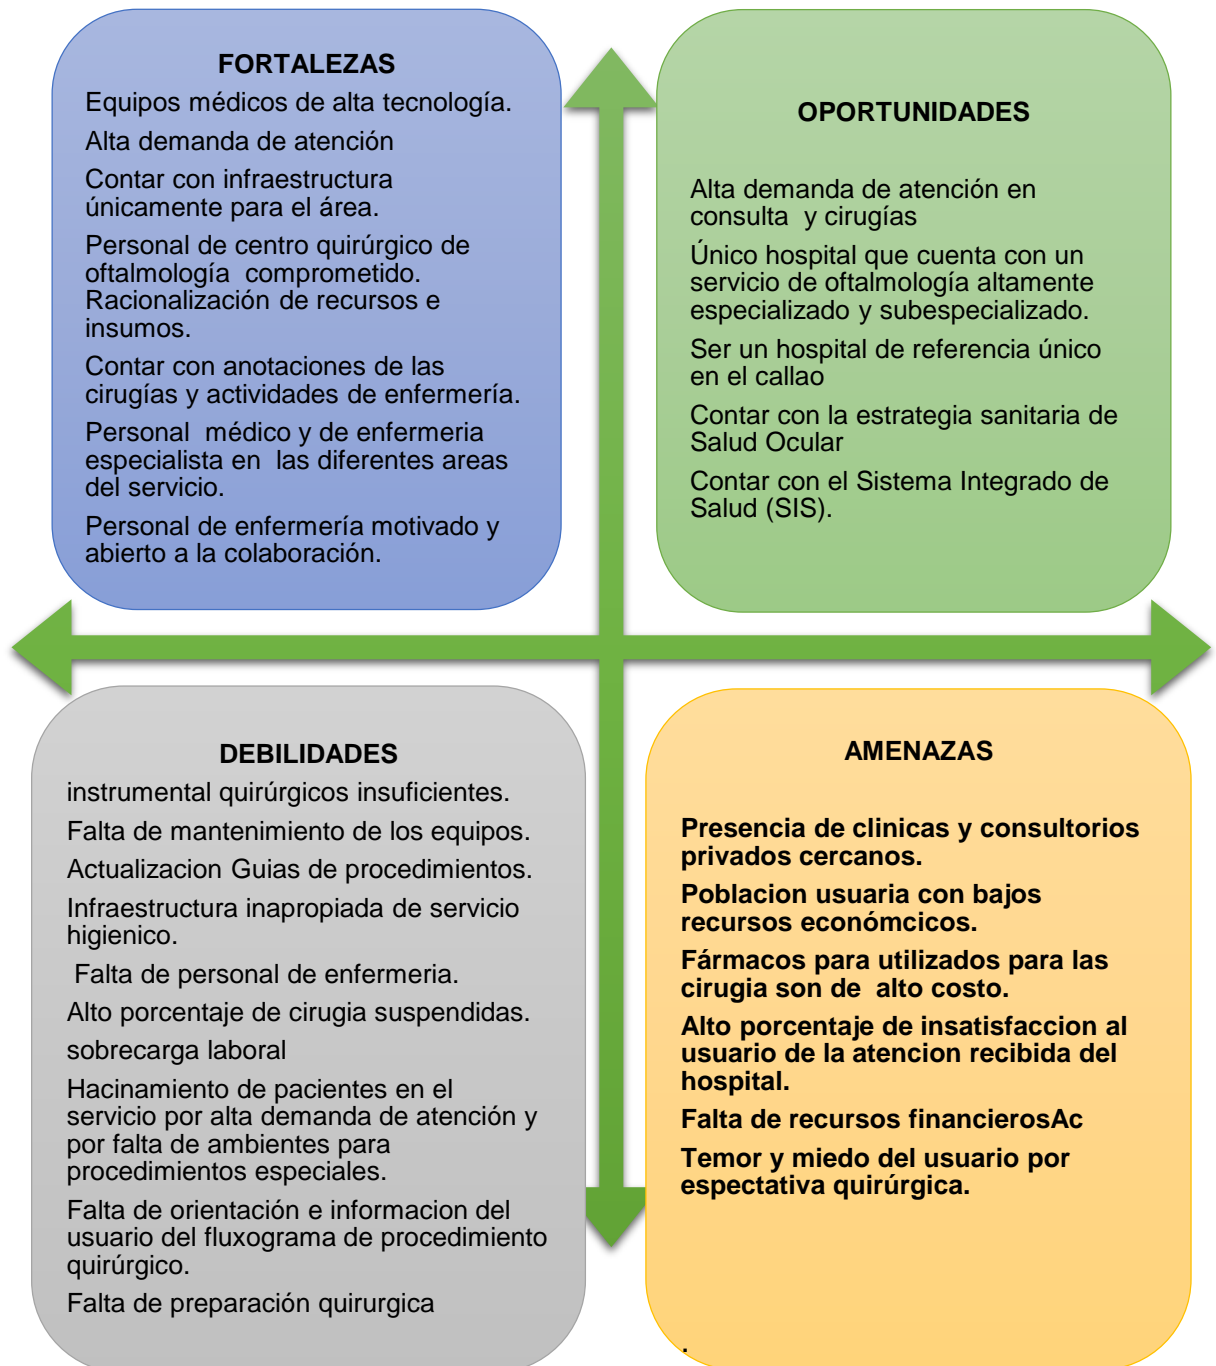 FORTALEZAS
Equipos médicos de alta tecnología.
Alta demanda de atención
Contar con infraestructura
únicamente para el área.
Personal de centro quirúrgico de
oftalmología comprometido.
Racionalización de recursos e
insumos.
Contar con anotaciones de las
cirugías y actividades de enfermería.
Personal médico y de enfermeria
especialista en las diferentes areas
del servicio.
Personal de enfermería motivado y
abierto a la colaboración.
OPORTUNIDADES
Alta demanda de atención en
consulta y cirugías
Único hospital que cuenta con un
servicio de oftalmología altamente
especializado y subespecializado.
Ser un hospital de referencia único
en el callao
Contar con la estrategia sanitaria de
Salud Ocular
Contar con el Sistema Integrado de
Salud (SIS).
DEBILIDADES
instrumental quirúrgicos insuficientes.
Falta de mantenimiento de los equipos.
Actualizacion Guias de procedimientos.
Infraestructura inapropiada de servicio
higienico.
Falta de personal de enfermeria.
Alto porcentaje de cirugia suspendidas.
sobrecarga laboral
Hacinamiento de pacientes en el
servicio por alta demanda de atención y
por falta de ambientes para
procedimientos especiales.
Falta de orientación e informacion del
usuario del fluxograma de procedimiento
quirúrgico.
Falta de preparación quirurgica
AMENAZAS
Presencia de clinicas y consultorios
privados cercanos.
Poblacion usuaria con bajos
recursos económcicos.
Fármacos para utilizados para las
cirugia son de alto costo.
Alto porcentaje de insatisfaccion al
usuario de la atencion recibida del
hospital.
Falta de recursos financierosAc
Temor y miedo del usuario por
espectativa quirúrgica.
.